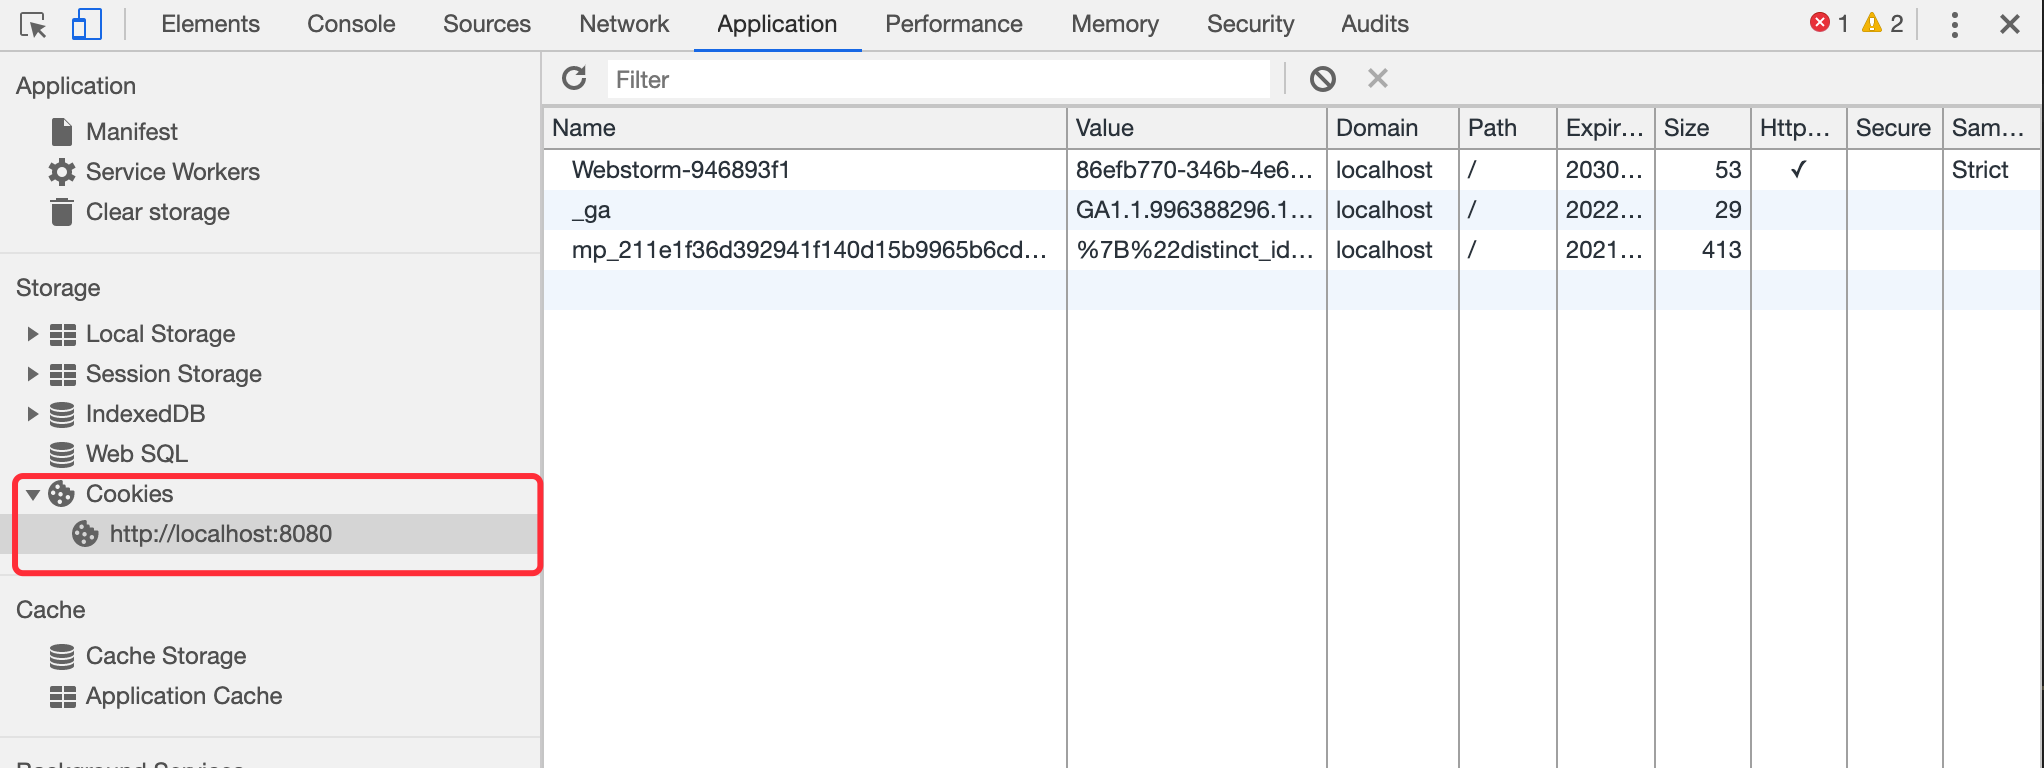 Elements Console Sources Network Application Performance Memory Security Audits 1 2
Filter
Application
Manifest
Service Workers
Clear storage
Storage
Local Storage
Session Storage
IndexedDB
Web SQL
Cookies
http://localhost:8080
Cache
Cache Storage
Application Cache
Background Services
Name Value Domain Path Expir... Size Http... Secure Sam...
Webstorm-946893f1 86efb770-346b-4e6... localhost / 2030... 53 ✓ Strict
_ga GA1.1.996388296.1... localhost / 2022... 29
mp_211e1f36d392941f140d15b9965b6cd... %7B%22distinct_id... localhost / 2021... 413